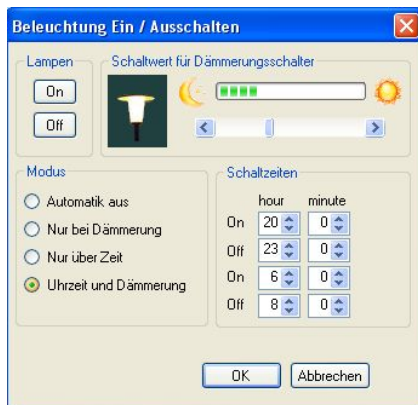 Beleuchtung Ein / Ausschalten
Lampen
On
Off
Schaltwert für Dämmerungsschalter
Modus
Automatik aus
Nur bei Dämmerung
Nur über Zeit
Uhrzeit und Dämmerung
Schaltzeiten
hour minute
On 20 0
Off 23 0
On 6 0
Off 8 0
OK Abbrechen